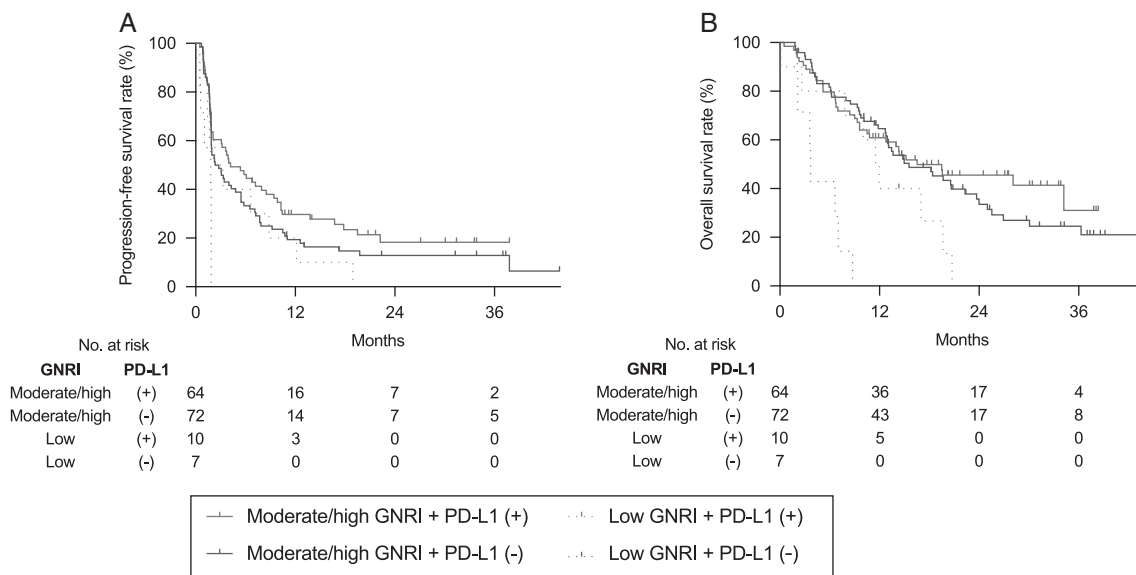 A
B
Progression-free survival rate (%)
100
80
60
40
20
0
0 12 24 36
Months
Overall survival rate (%)
100
80
60
40
20
0
0 12 24 36
Months
No. at risk
GNRI PD-L1
Moderate/high (+) 64 16 7 2
Moderate/high (-) 72 14 7 5
Low (+) 10 3 0 0
Low (-) 7 0 0 0
No. at risk
GNRI PD-L1
Moderate/high (+) 64 36 17 4
Moderate/high (-) 72 43 17 8
Low (+) 10 5 0 0
Low (-) 7 0 0 0
Moderate/high GNRI + PD-L1 (+)
Low GNRI + PD-L1 (+)
Moderate/high GNRI + PD-L1 (-)
Low GNRI + PD-L1 (-)